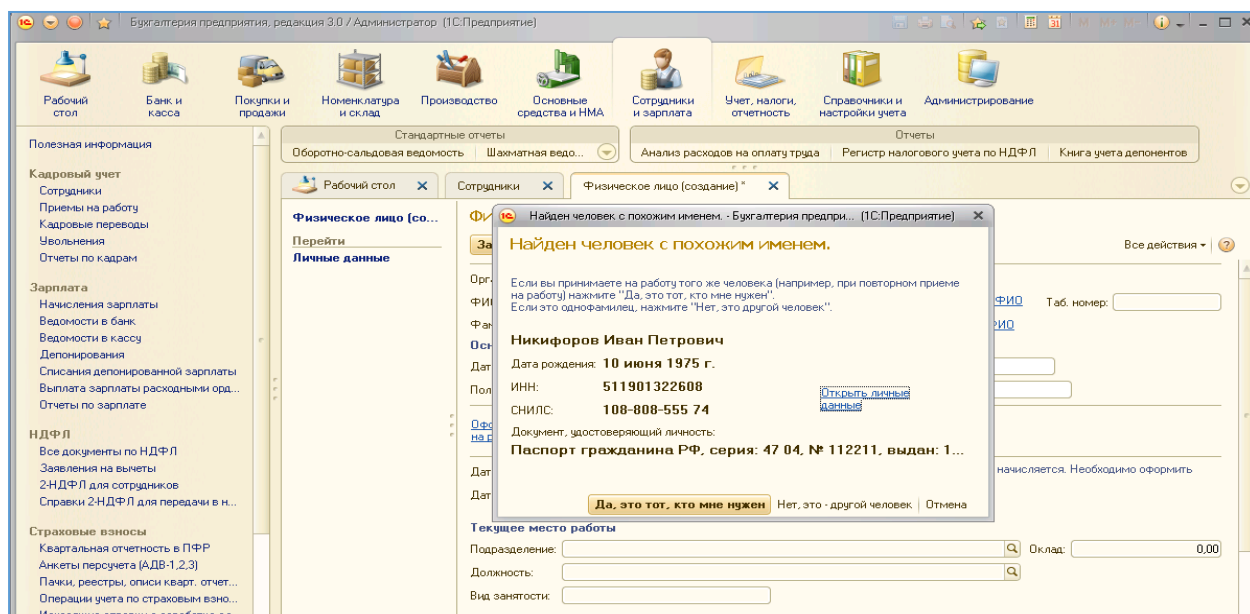 Бухгалтерия предприятия, редакция 3.0 / Администратор (1С:Предприятие)
M M+ M-
Рабочий стол
Банк и касса
Покупки и продажи
Номенклатура и склад
Производство
Основные средства и НМА
Сотрудники и зарплата
Учет, налоги, отчетность
Справочники и настройки учета
Администрирование
Стандартные отчеты
Оборотно-сальдовая ведомость
Шахматная ведо...
Отчеты
Анализ расходов на оплату труда
Регистр налогового учета по НДФЛ
Книга учета депонентов
Полезная информация
Кадровый учет
Сотрудники
Приемы на работу
Кадровые переводы
Увольнения
Отчеты по кадрам
Зарплата
Начисления зарплаты
Ведомости в банк
Ведомости в кассу
Депонирования
Списания депонированной зарплаты
Выплата зарплаты расходными орд...
Отчеты по зарплате
НДФЛ
Все документы по НДФЛ
Заявления на вычеты
2-НДФЛ для сотрудников
Справки 2-НДФЛ для передачи в н...
Страховые взносы
Квартальная отчетность в ПФР
Анкеты персучета (АДВ-1,2,3)
Пачки, реестры, описи кварт. отчет...
Операции учета по страховым взно...
Рабочий стол
Сотрудники
Физическое лицо (создание) *
Физическое лицо (со...
Перейти
Личные данные
Все действия
Таб. номер:
ФИО
Найден человек с похожим именем. - Бухгалтерия предпри... (1С:Предприятие)
Найден человек с похожим именем.
Если вы принимаете на работу того же человека (например, при повторном приеме
на работу) нажмите "Да, это тот, кто мне нужен".
Если это однофамилец, нажмите "Нет, это другой человек".
Никифоров Иван Петрович
Дата рождения: 10 июня 1975 г.
ИНН: 511901322608
СНИЛС: 108-808-555 74
Открыть личные
данные
Документ, удостоверяющий личность:
Паспорт гражданина РФ, серия: 47 04, № 112211, выдан: 1...
Да, это тот, кто мне нужен
Нет, это - другой человек
Отмена
начисляется. Необходимо оформить
Текущее место работы
Подразделение:
Оклад: 0,00
Должность:
Вид занятости: